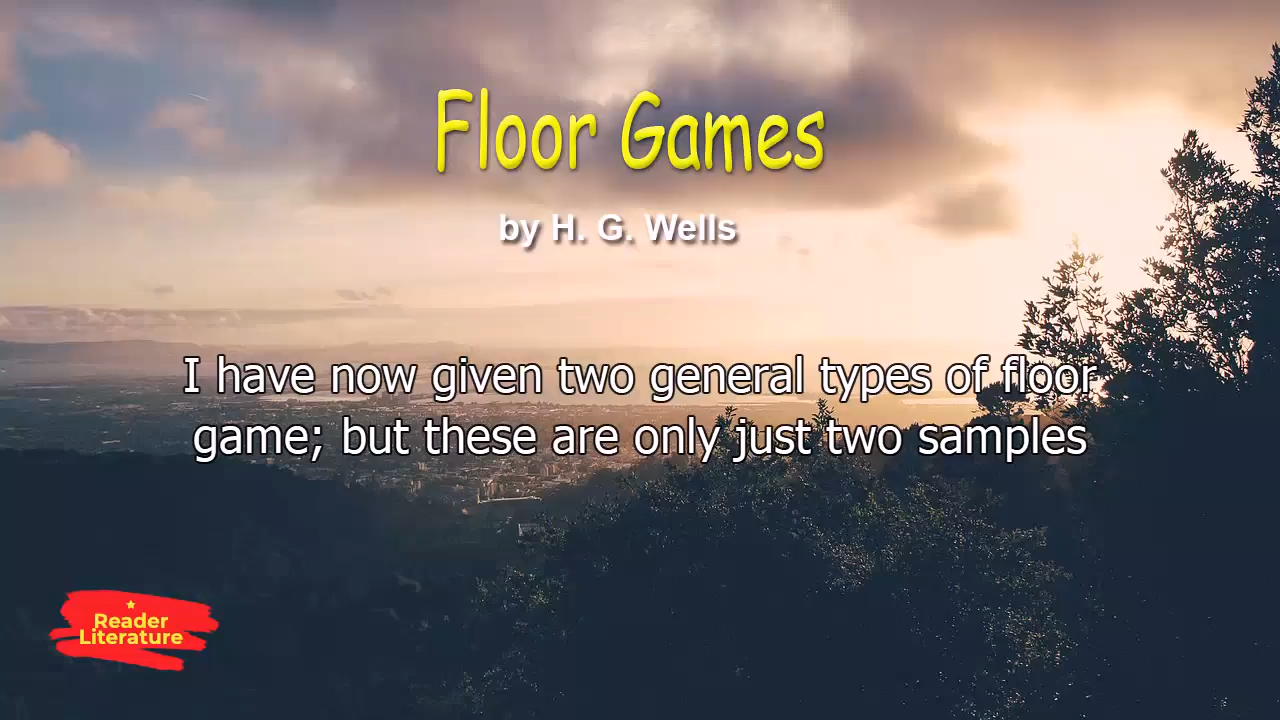 Floor Games
by H. G. Wells
I have now given two general types of floor
game; but these are only just two samples
Reader
Literature